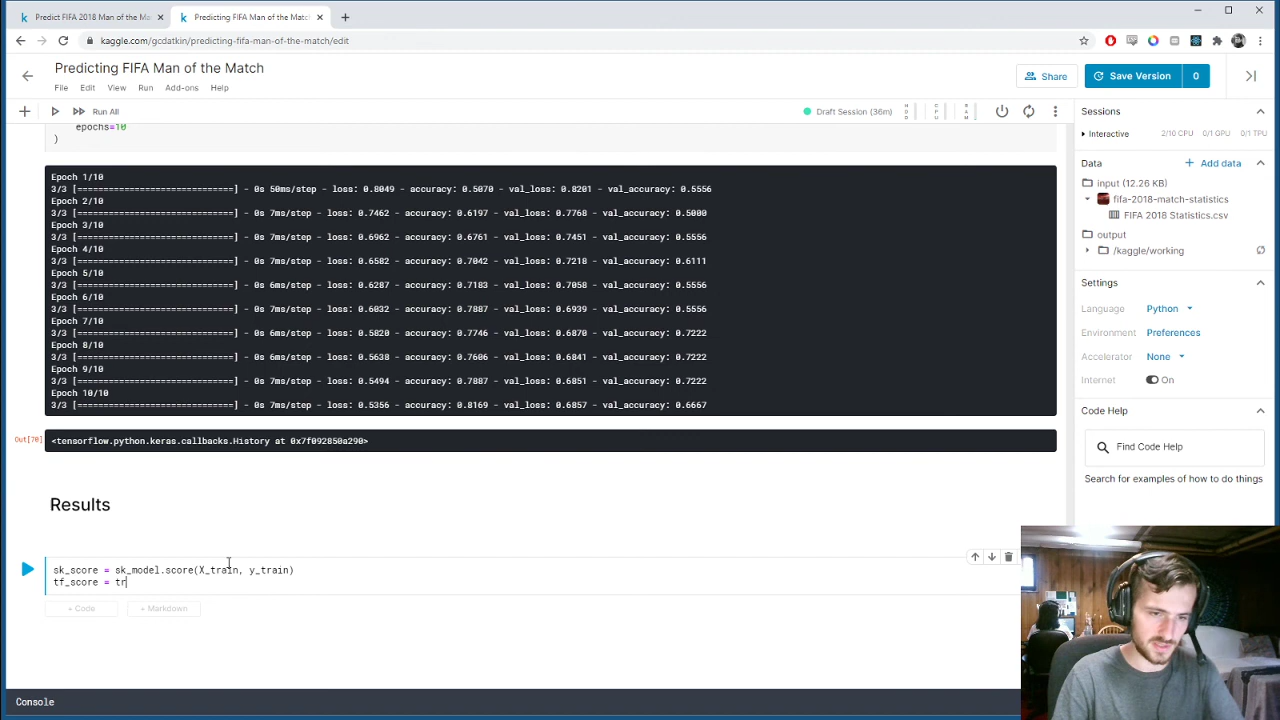 Predict FIFA 2018 Man of the Ma
Predicting FIFA Man of the Matc
kaggle.com/gcdatkin/predicting-fifa-man-of-the-match/edit
Predicting FIFA Man of the Match
File Edit View Run Add-ons Help
Share
Save Version 0
Run All
Draft Session (36m)
epochs=10
)
Epoch 1/10
3/3 [==============================] - 0s 50ms/step - loss: 0.8049 - accuracy: 0.5070 - val_loss: 0.8201 - val_accuracy: 0.5556
Epoch 2/10
3/3 [==============================] - 0s 7ms/step - loss: 0.7462 - accuracy: 0.6197 - val_loss: 0.7768 - val_accuracy: 0.5000
Epoch 3/10
3/3 [==============================] - 0s 7ms/step - loss: 0.6962 - accuracy: 0.6761 - val_loss: 0.7451 - val_accuracy: 0.5556
Epoch 4/10
3/3 [==============================] - 0s 7ms/step - loss: 0.6582 - accuracy: 0.7042 - val_loss: 0.7218 - val_accuracy: 0.6111
Epoch 5/10
3/3 [==============================] - 0s 6ms/step - loss: 0.6287 - accuracy: 0.7183 - val_loss: 0.7058 - val_accuracy: 0.5556
Epoch 6/10
3/3 [==============================] - 0s 7ms/step - loss: 0.6032 - accuracy: 0.7887 - val_loss: 0.6939 - val_accuracy: 0.5556
Epoch 7/10
3/3 [==============================] - 0s 6ms/step - loss: 0.5820 - accuracy: 0.7746 - val_loss: 0.6870 - val_accuracy: 0.7222
Epoch 8/10
3/3 [==============================] - 0s 6ms/step - loss: 0.5638 - accuracy: 0.7606 - val_loss: 0.6841 - val_accuracy: 0.7222
Epoch 9/10
3/3 [==============================] - 0s 7ms/step - loss: 0.5494 - accuracy: 0.7887 - val_loss: 0.6851 - val_accuracy: 0.7222
Epoch 10/10
3/3 [==============================] - 0s 7ms/step - loss: 0.5356 - accuracy: 0.8169 - val_loss: 0.6857 - val_accuracy: 0.6667
Out[70]
<tensorflow.python.keras.callbacks.History at 0x7f092850a290>
Results
sk_score = sk_model.score(X_train, y_train)
tf_score = tr
+ Code + Markdown
Console
Sessions
Interactive 2/10 CPU 0/1 GPU 0/1 TPU
Data + Add data
input (12.26 KB)
fifa-2018-match-statistics
FIFA 2018 Statistics.csv
output
/kaggle/working
Settings
Language Python
Environment Preferences
Accelerator None
Internet On
Code Help
Find Code Help
Search for examples of how to do things